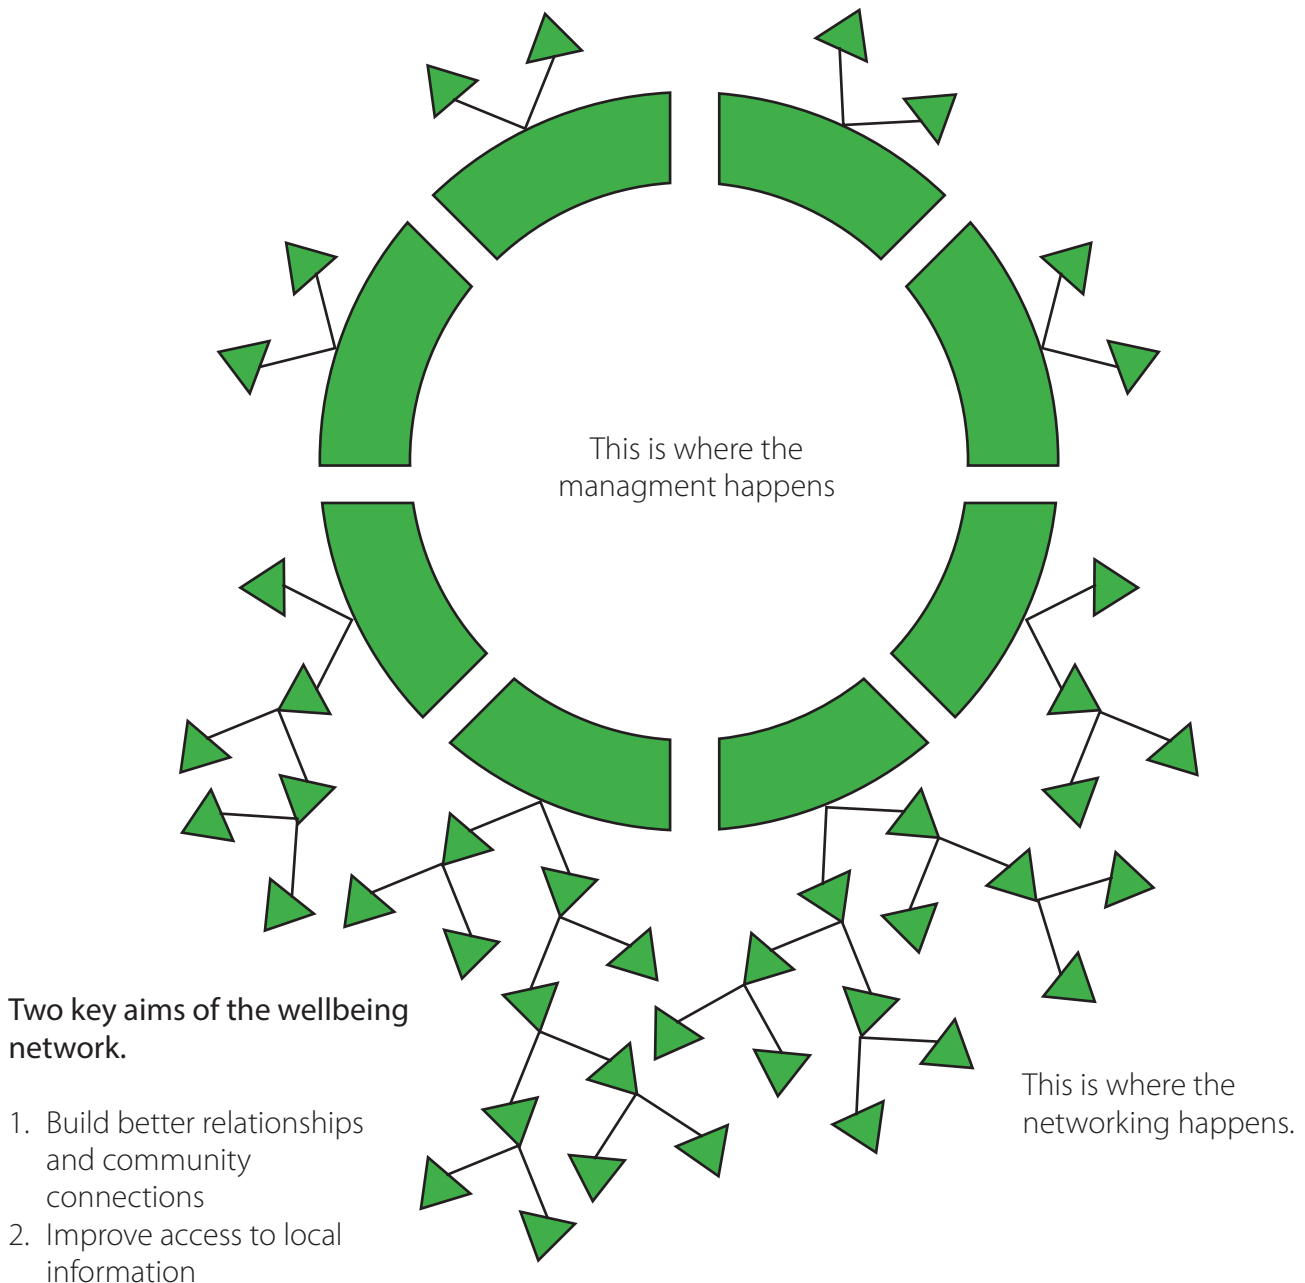 This is where the
managment happens
Two key aims of the wellbeing
network.
1. Build better relationships
and community
connections
2. Improve access to local
information
This is where the
networking happens.